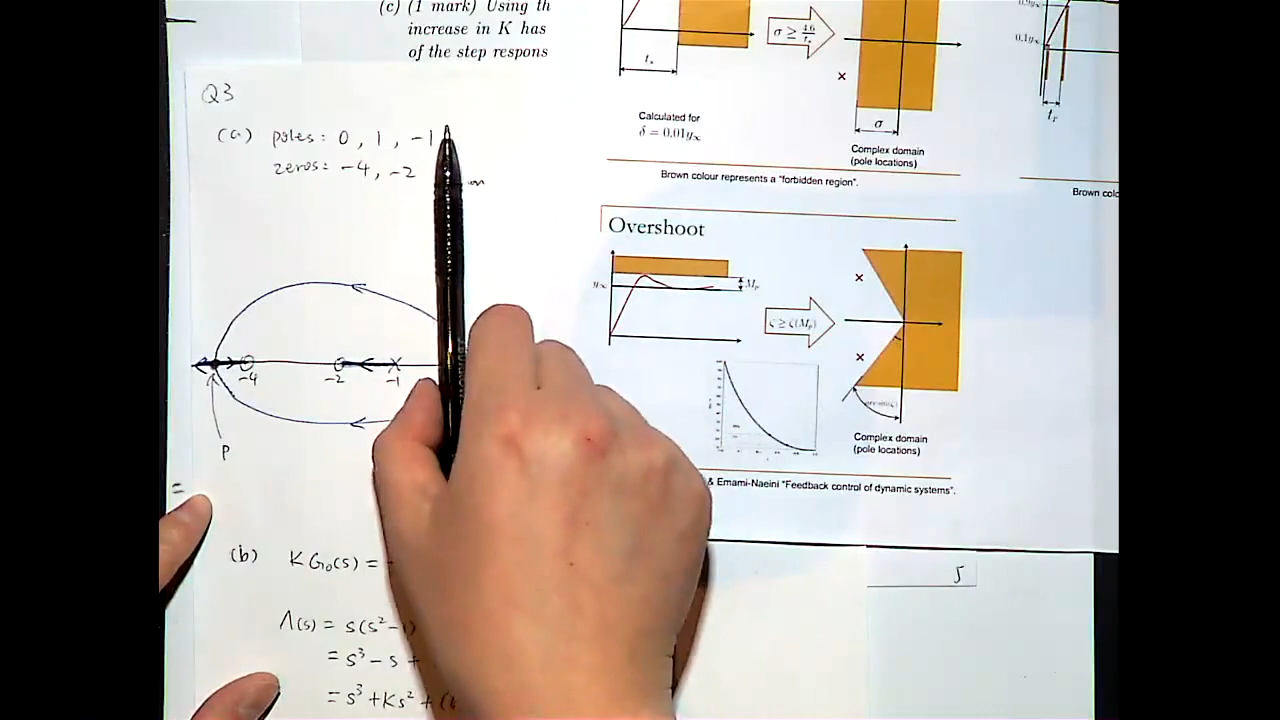 (c) (1 mark) Using th
increase in K has
of the step respons
Q3
(a) poles: 0, 1, -1
zeros: -4, -2
-4 -2 -1
P
=
(b) KG₀(s) =
Λ(s) = s(s²-1)
= s³ - s +
= s³ + Ks² + (
tₛ
σ ≥ 4.6/tₛ
σ
Calculated for
δ = 0.01y∞
Complex domain
(pole locations)
Brown colour represents a "forbidden region".
0.1y∞
tᵣ
Brown colo
Overshoot
y∞
Mₚ
ς ≥ ς(Mₚ)
Complex domain
(pole locations)
& Emami-Naeini "Feedback control of dynamic systems".
5